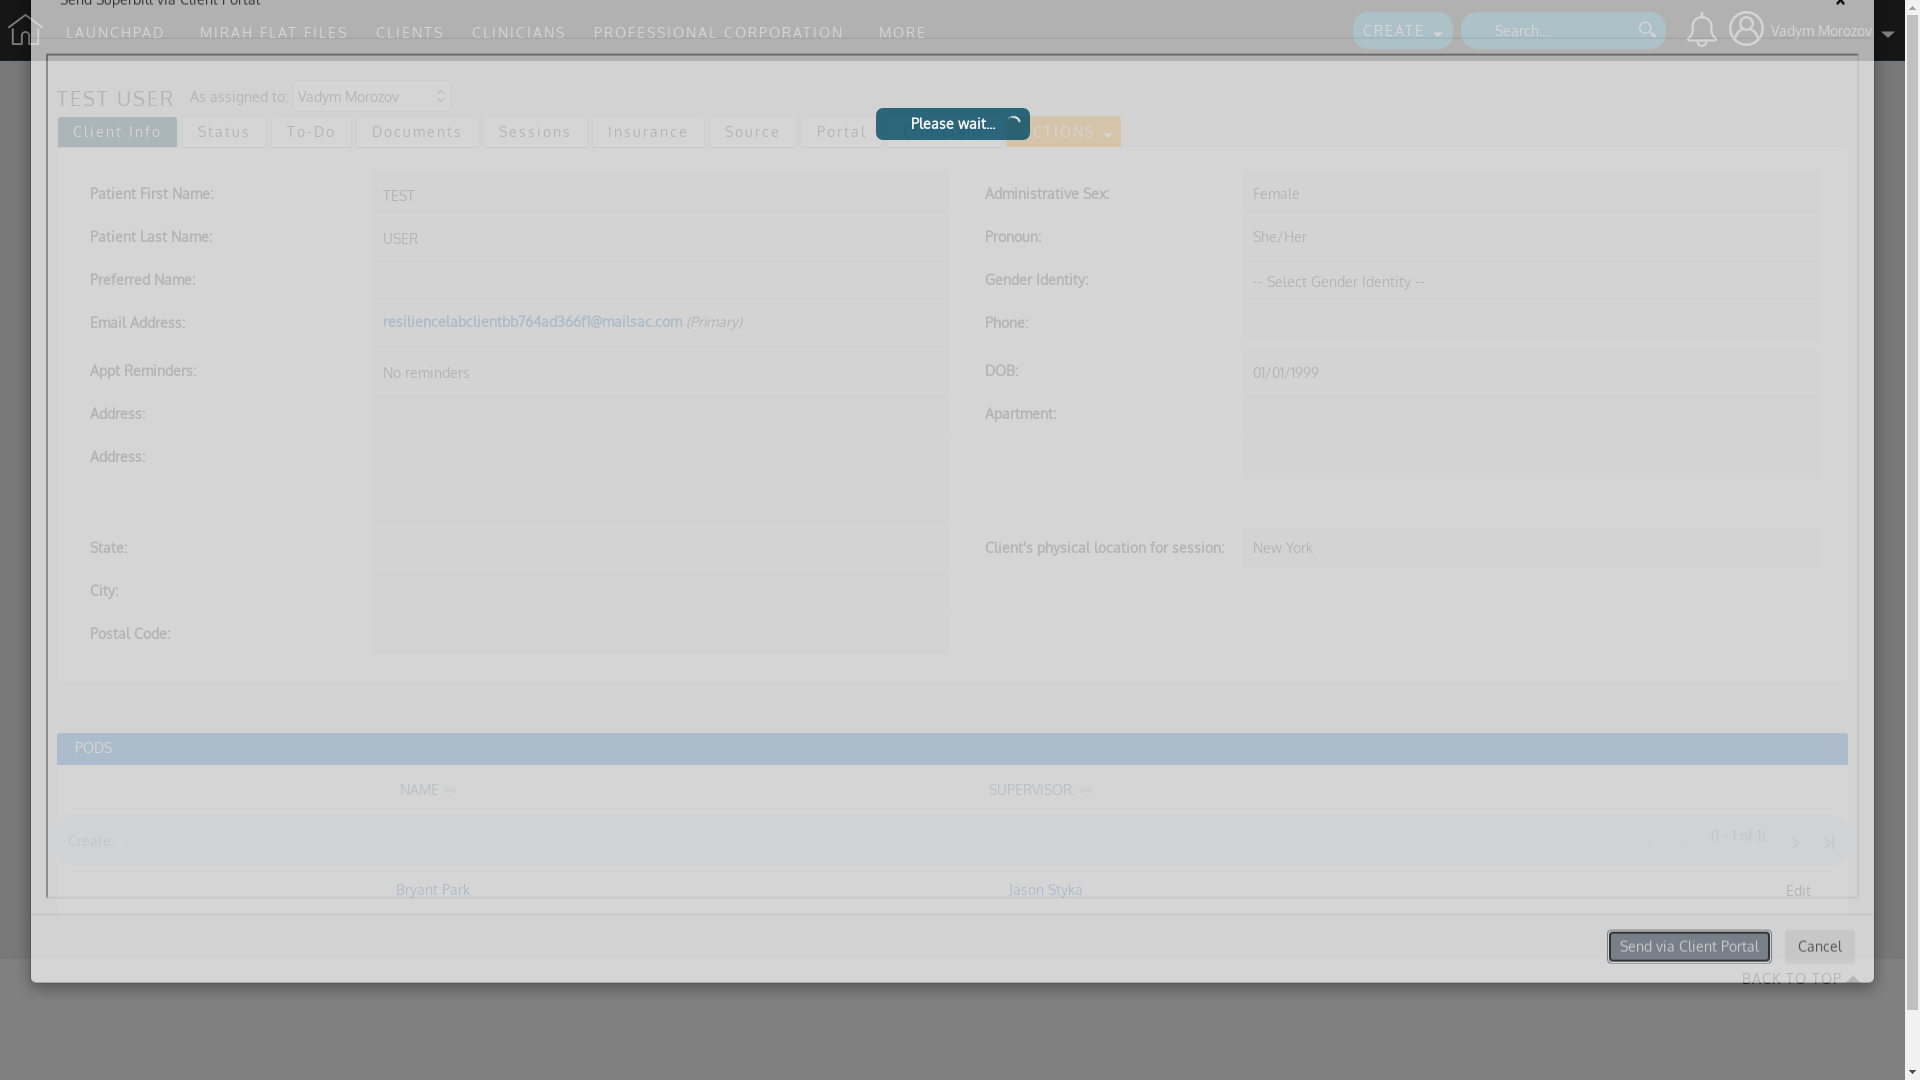 Send Superbill via Client Portal
LAUNCHPAD MIRAH FLAT FILES CLIENTS CLINICIANS PROFESSIONAL CORPORATION MORE CREATE Search... Vadym Morozov
TEST USER As assigned to: Vadym Morozov
Please wait...
Client Info Status To-Do Documents Sessions Insurance Source Portal CTIONS
Patient First Name: TEST Administrative Sex: Female
Patient Last Name: USER Pronoun: She/Her
Preferred Name: Gender Identity: -- Select Gender Identity --
Email Address: resiliencelabclientbb764ad366f1@mailsac.com (Primary) Phone:
Appt Reminders: No reminders DOB: 01/01/1999
Address: Apartment:
Address:
State: Client's physical location for session: New York
City:
Postal Code:
PODS
NAME SUPERVISOR:
Create (1 - 1 of 1)
Bryant Park Jason Styka Edit
Send via Client Portal Cancel
BACK TO TOP